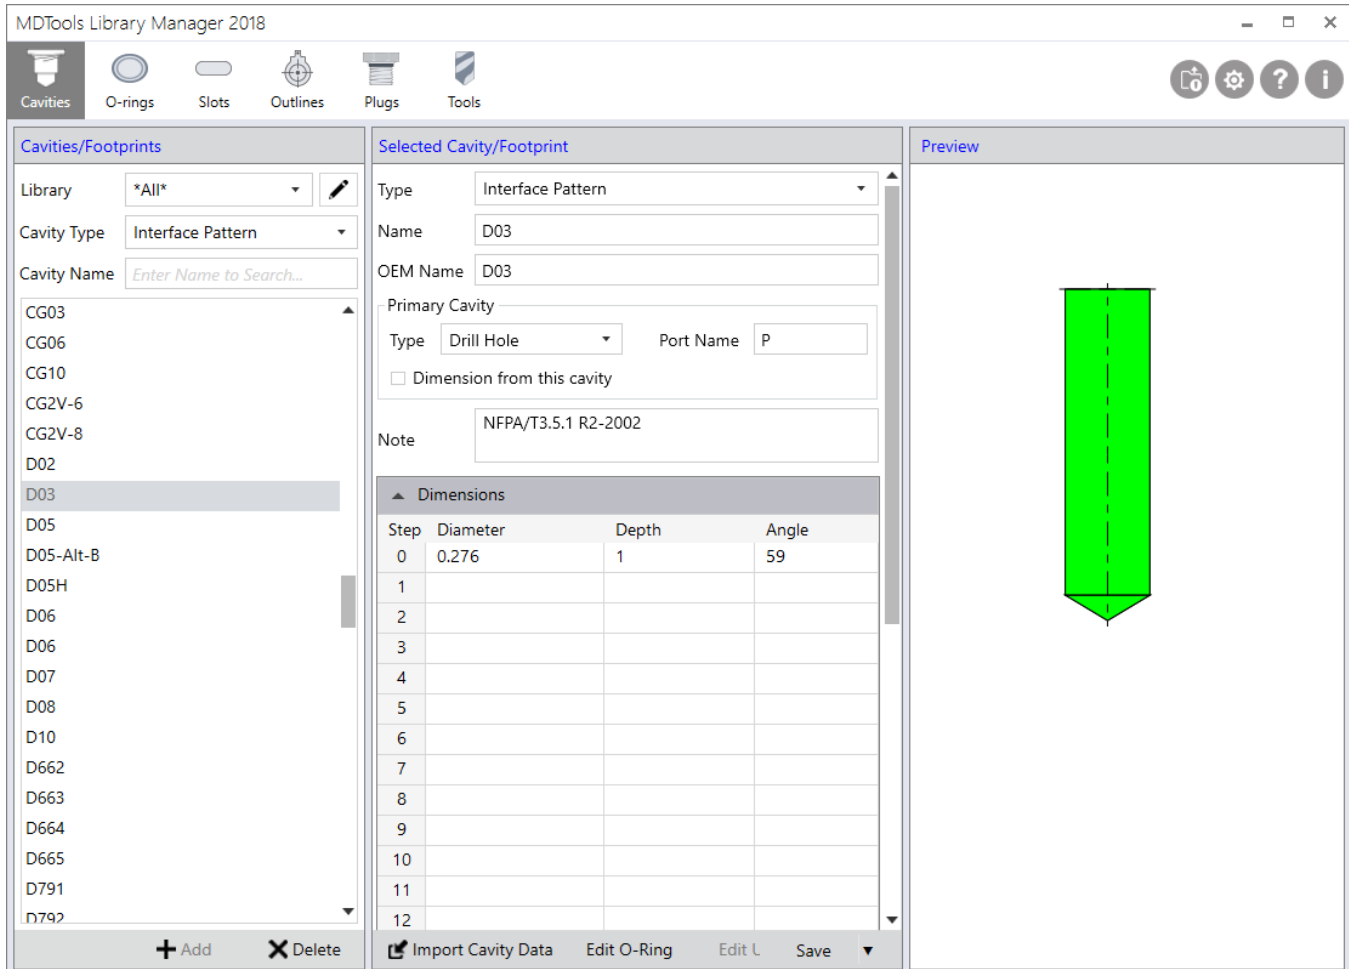 MDTools Library Manager 2018
Cavities O-rings Slots Outlines Plugs Tools
Cavities/Footprints
Library *All*
Cavity Type Interface Pattern
Cavity Name Enter Name to Search...
CG03
CG06
CG10
CG2V-6
CG2V-8
D02
D03
D05
D05-Alt-B
D05H
D06
D06
D07
D08
D10
D662
D663
D664
D665
D791
D792
Add Delete
Selected Cavity/Footprint
Type Interface Pattern
Name D03
OEM Name D03
Primary Cavity
Type Drill Hole Port Name P
Dimension from this cavity
Note NFPA/T3.5.1 R2-2002
Dimensions
Step Diameter Depth Angle
0 0.276 1 59
1
2
3
4
5
6
7
8
9
10
11
12
Import Cavity Data Edit O-Ring Edit Save
Preview